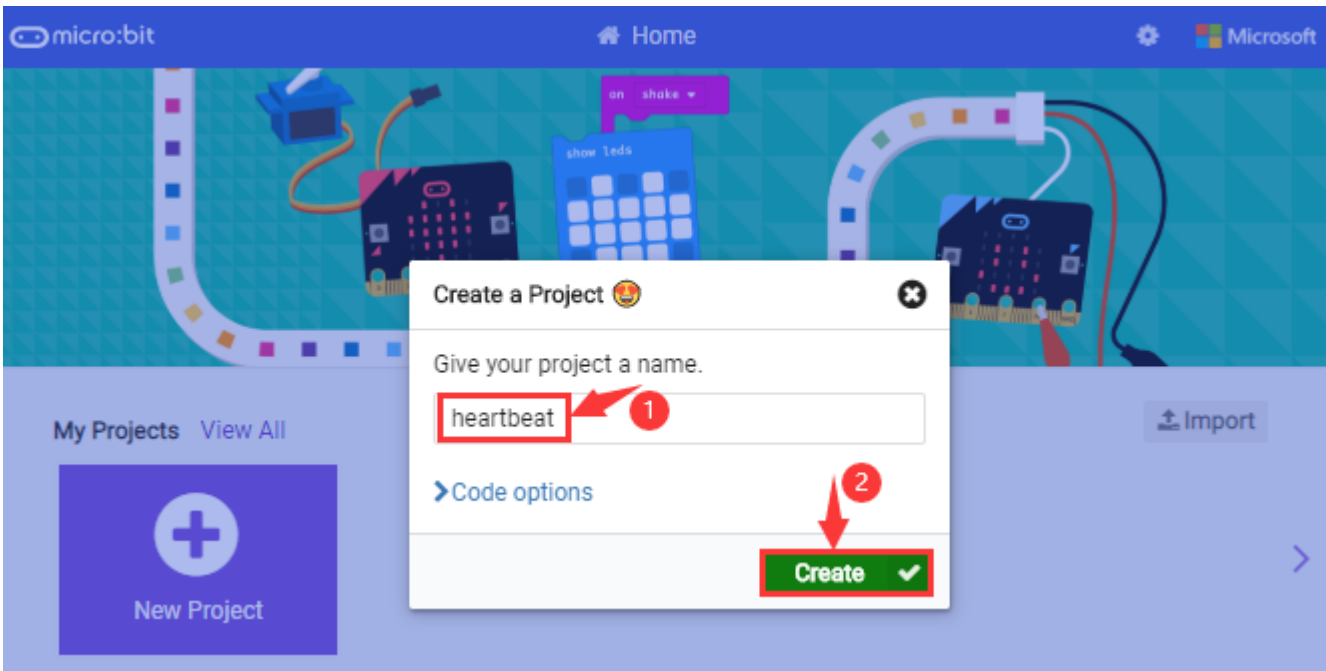 micro:bit
Home
Microsoft
on shake
show leds
Create a Project 😍
Give your project a name.
heartbeat
1
My Projects View All
Import
Code options
2
Create
New Project